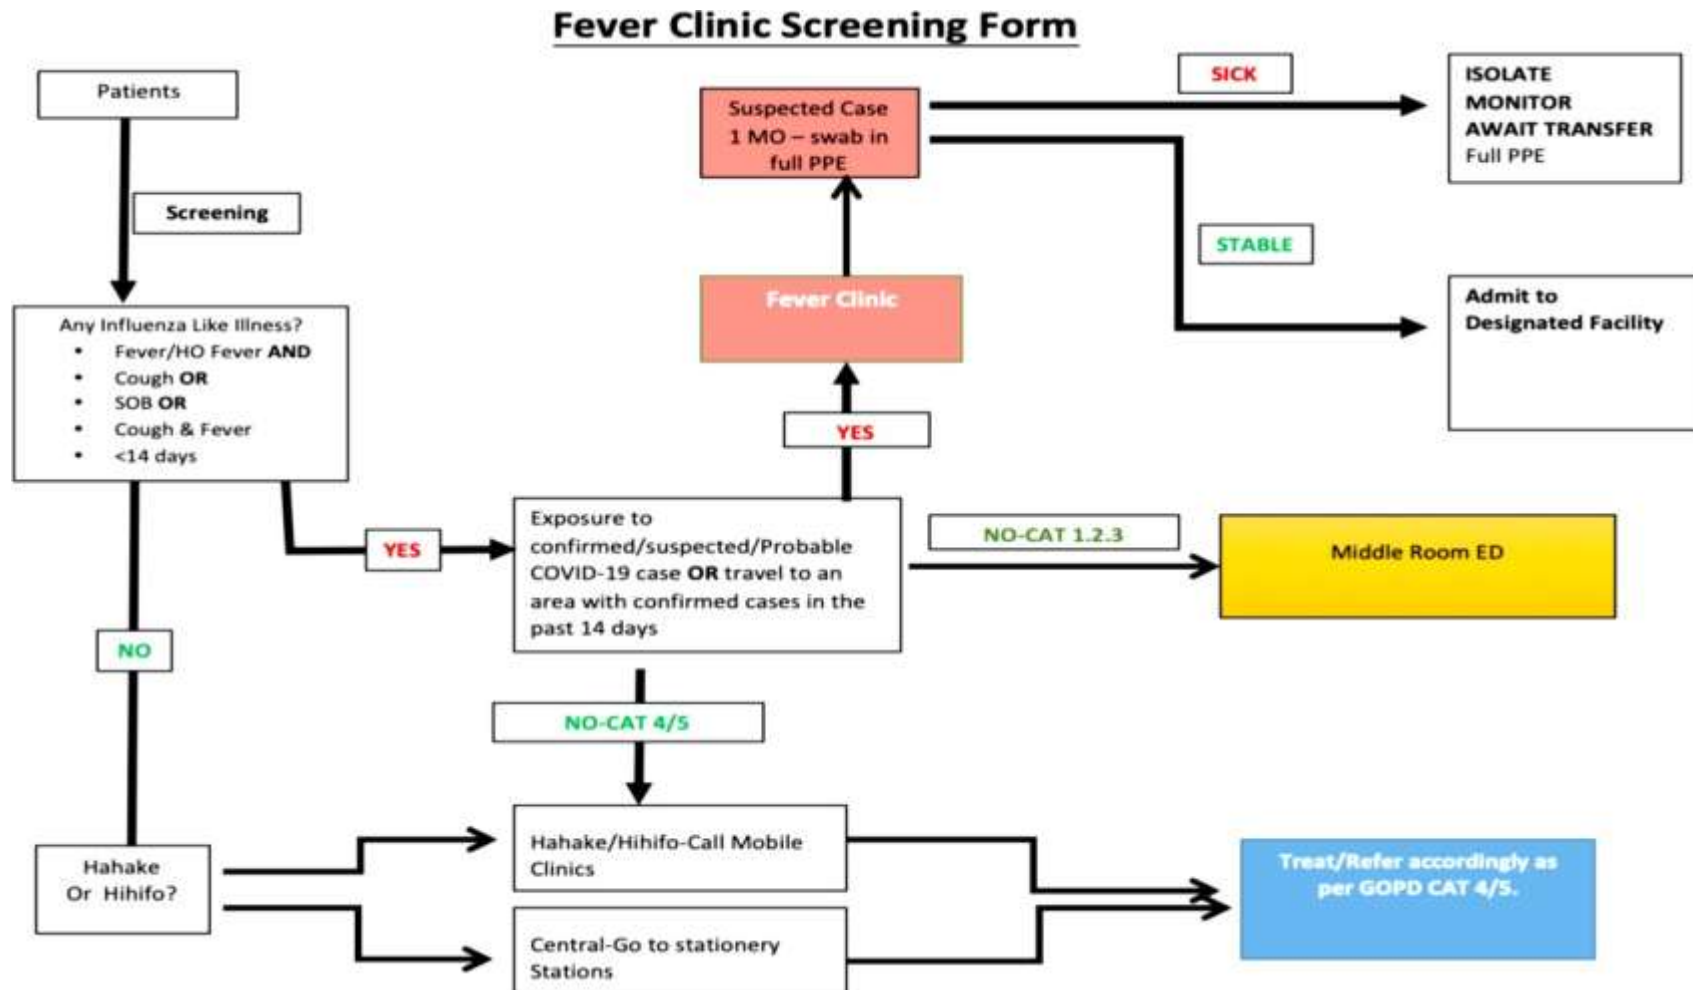 Fever Clinic Screening Form
Patients
Screening
Any Influenza Like Illness?
• Fever/HO Fever AND
• Cough OR
• SOB OR
• Cough & Fever
• <14 days
YES
NO
Exposure to
confirmed/suspected/Probable
COVID-19 case OR travel to an
area with confirmed cases in the
past 14 days
YES
Fever Clinic
Suspected Case
1 MO – swab in
full PPE
SICK
ISOLATE
MONITOR
AWAIT TRANSFER
Full PPE
STABLE
Admit to
Designated Facility
NO-CAT 1.2.3
Middle Room ED
NO-CAT 4/5
Hahake
Or Hihifo?
Hahake/Hihifo-Call Mobile
Clinics
Central-Go to stationery
Stations
Treat/Refer accordingly as
per GOPD CAT 4/5.